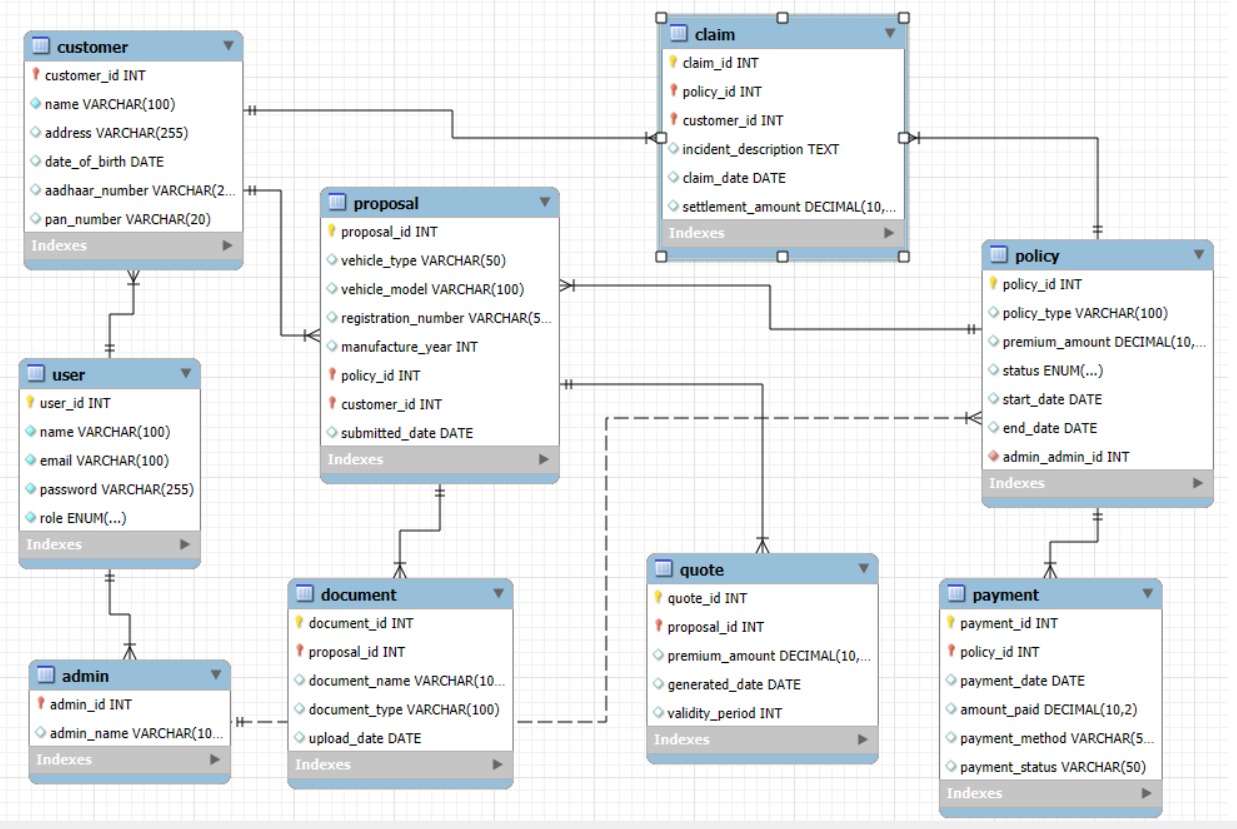 customer
customer_id INT
name VARCHAR(100)
address VARCHAR(255)
date_of_birth DATE
aadhaar_number VARCHAR(2...
pan_number VARCHAR(20)
Indexes
claim
claim_id INT
policy_id INT
customer_id INT
incident_description TEXT
claim_date DATE
settlement_amount DECIMAL(10,...
Indexes
proposal
proposal_id INT
vehicle_type VARCHAR(50)
vehicle_model VARCHAR(100)
registration_number VARCHAR(5...
manufacture_year INT
policy_id INT
customer_id INT
submitted_date DATE
Indexes
policy
policy_id INT
policy_type VARCHAR(100)
premium_amount DECIMAL(10,...
status ENUM(...)
start_date DATE
end_date DATE
admin_admin_id INT
Indexes
user
user_id INT
name VARCHAR(100)
email VARCHAR(100)
password VARCHAR(255)
role ENUM(...)
Indexes
admin
admin_id INT
admin_name VARCHAR(10...
Indexes
document
document_id INT
proposal_id INT
document_name VARCHAR(10...
document_type VARCHAR(100)
upload_date DATE
Indexes
quote
quote_id INT
proposal_id INT
premium_amount DECIMAL(10,...
generated_date DATE
validity_period INT
Indexes
payment
payment_id INT
policy_id INT
payment_date DATE
amount_paid DECIMAL(10,2)
payment_method VARCHAR(5...
payment_status VARCHAR(50)
Indexes